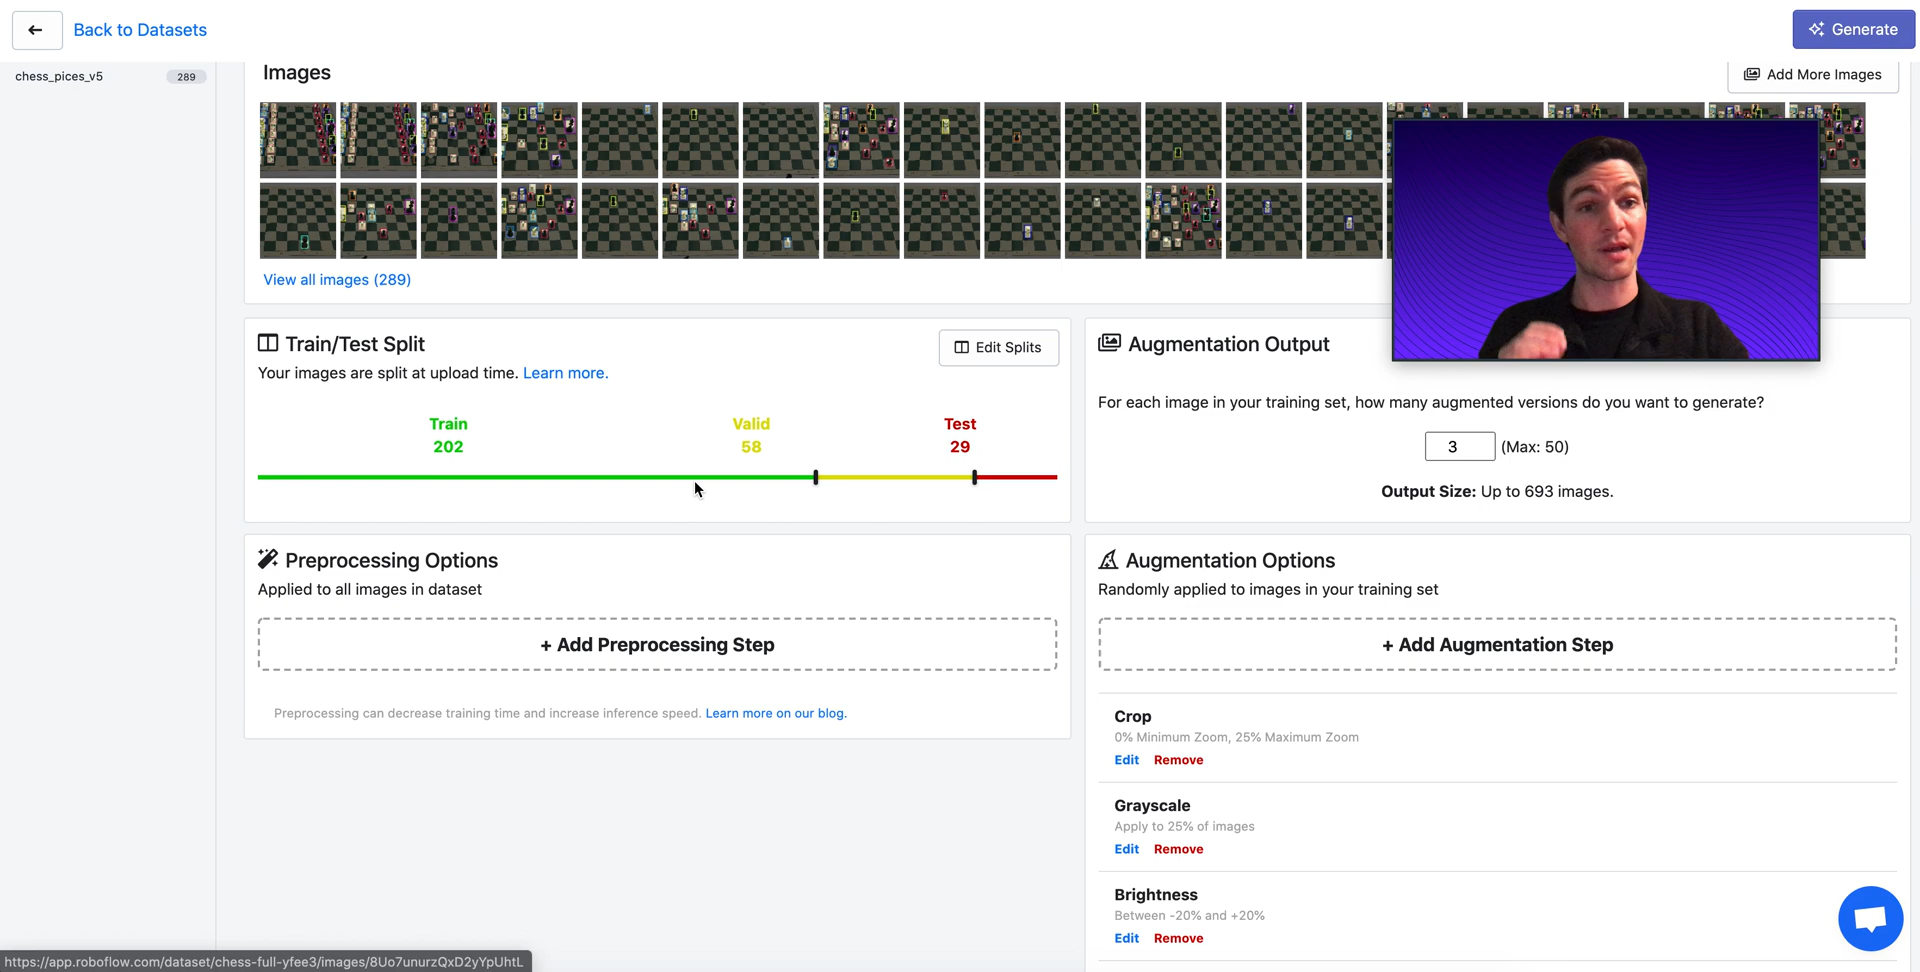 Back to Datasets
Generate
chess_pices_v5
289
Images
Add More Images
View all images (289)
Train/Test Split
Edit Splits
Your images are split at upload time. Learn more.
Train
202
Valid
58
Test
29
Augmentation Output
For each image in your training set, how many augmented versions do you want to generate?
3 (Max: 50)
Output Size: Up to 693 images.
Preprocessing Options
Applied to all images in dataset
+ Add Preprocessing Step
Preprocessing can decrease training time and increase inference speed. Learn more on our blog.
Augmentation Options
Randomly applied to images in your training set
+ Add Augmentation Step
Crop
0% Minimum Zoom, 25% Maximum Zoom
Edit Remove
Grayscale
Apply to 25% of images
Edit Remove
Brightness
Between -20% and +20%
Edit Remove
https://app.roboflow.com/dataset/chess-full-yfee3/images/8Uo7unurzQxD2yYpUhtL